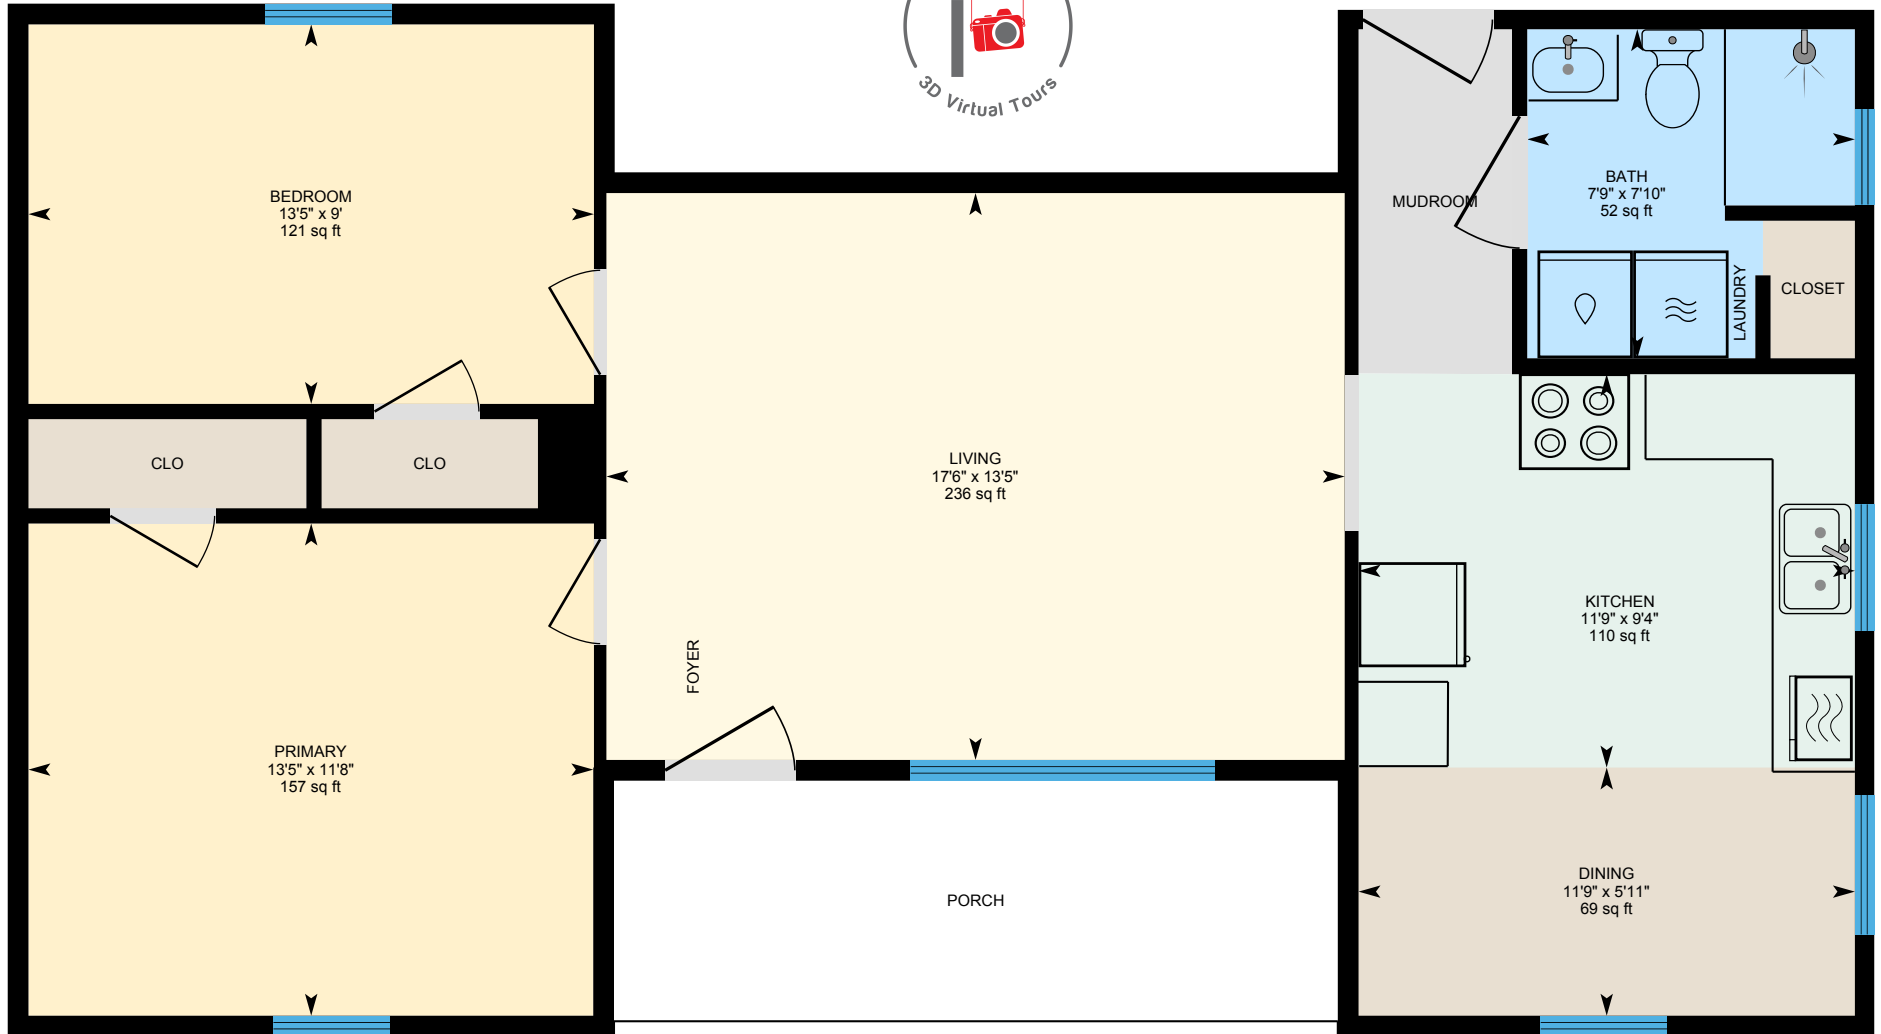 3D Virtual Tours
BEDROOM
13'5" x 9'
121 sq ft
MUDROOM
BATH
7'9" x 7'10"
52 sq ft
LAUNDRY
CLOSET
CLO
CLO
LIVING
17'6" x 13'5"
236 sq ft
KITCHEN
11'9" x 9'4"
110 sq ft
FOYER
PRIMARY
13'5" x 11'8"
157 sq ft
PORCH
DINING
11'9" x 5'11"
69 sq ft